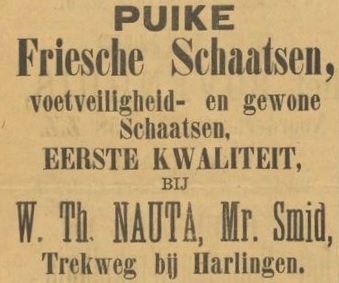 PUIKE
Friesche Schaatsen,
voetveiligheid- en gewone
Schaatsen,
EERSTE KWALITEIT,
BIJ
W. Th. NAUTA, Mr. Smid,
Trekweg bij Harlingen.